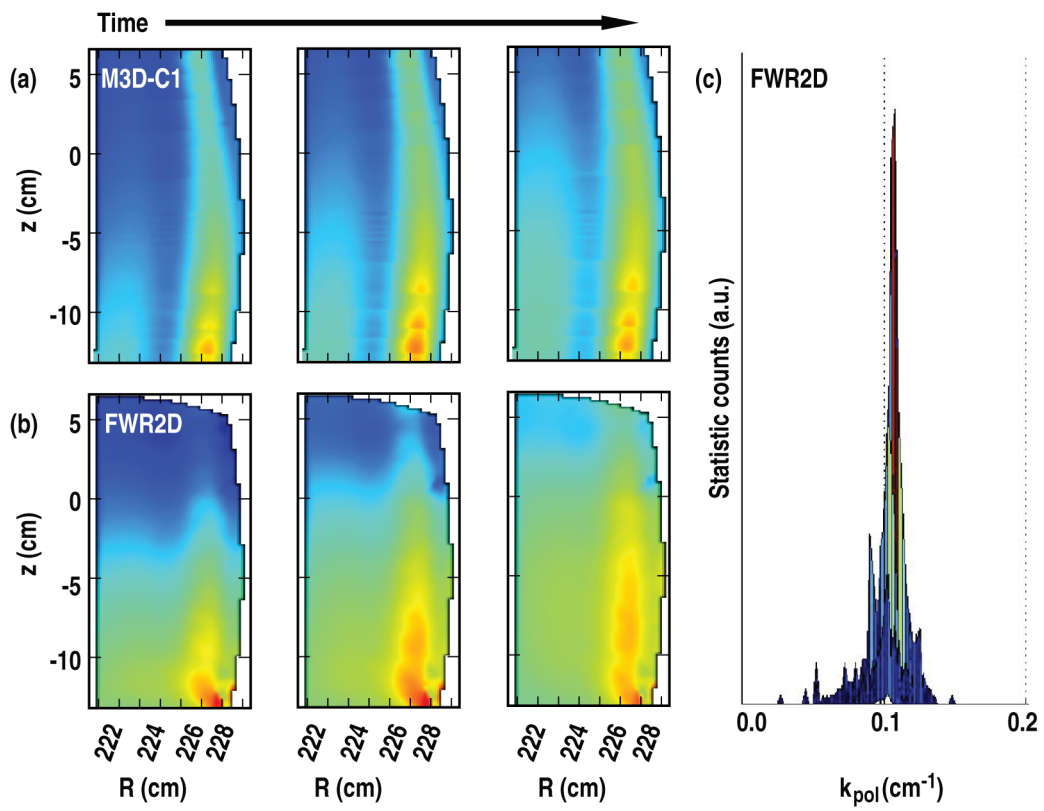 Time
(a)
M3D-C1
5
0
-5
-10
z (cm)
(b)
FWR2D
5
0
-5
-10
z (cm)
222
224
226
228
R (cm)
222
224
226
228
R (cm)
222
224
226
228
R (cm)
(c)
FWR2D
Statistic counts (a.u.)
0.0
0.1
0.2
kpol (cm-1)